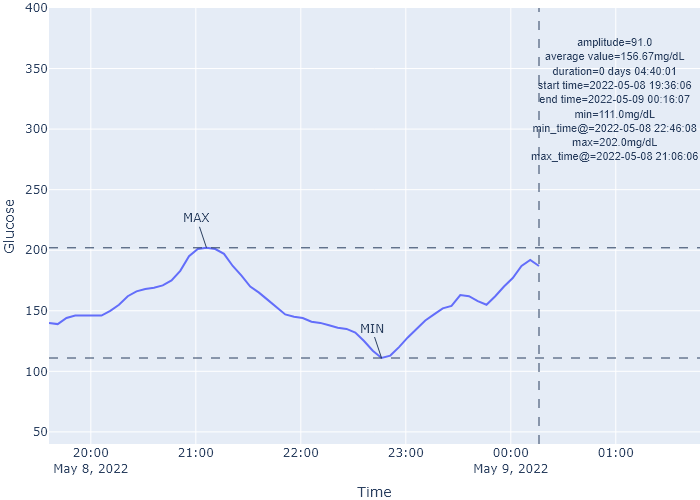 400
350
300
250
200
150
100
50
Glucose
amplitude=91.0
average value=156.67mg/dL
duration=0 days 04:40:01
start time=2022-05-08 19:36:06
end time=2022-05-09 00:16:07
min=111.0mg/dL
min_time@=2022-05-08 22:46:08
max=202.0mg/dL
max_time@=2022-05-08 21:06:06
MAX
MIN
20:00 21:00 22:00 23:00 00:00 01:00
May 8, 2022 May 9, 2022
Time